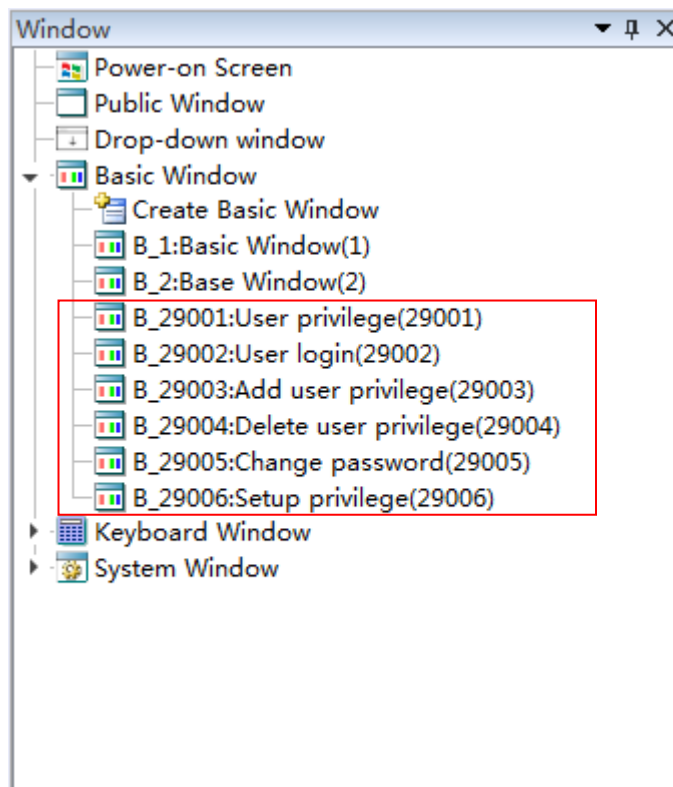 Window
Power-on Screen
Public Window
Drop-down window
Basic Window
Create Basic Window
B_1:Basic Window(1)
B_2:Base Window(2)
B_29001:User privilege(29001)
B_29002:User login(29002)
B_29003:Add user privilege(29003)
B_29004:Delete user privilege(29004)
B_29005:Change password(29005)
B_29006:Setup privilege(29006)
Keyboard Window
System Window